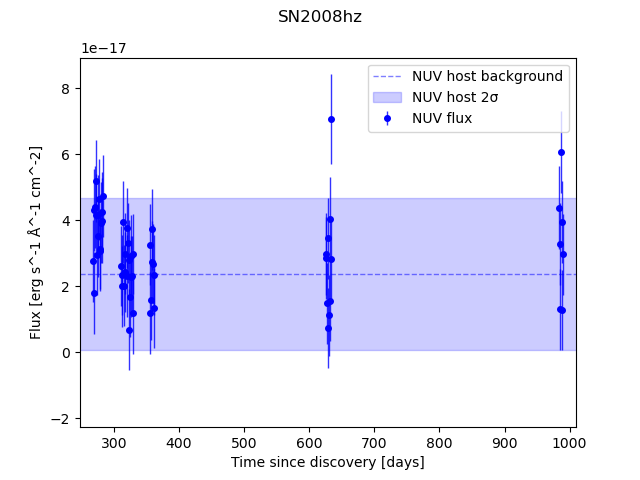 SN2008hz
1e−17
NUV host background
NUV host 2σ
NUV flux
Flux [erg s^-1 Å^-1 cm^-2]
8
6
4
2
0
−2
300 400 500 600 700 800 900 1000
Time since discovery [days]